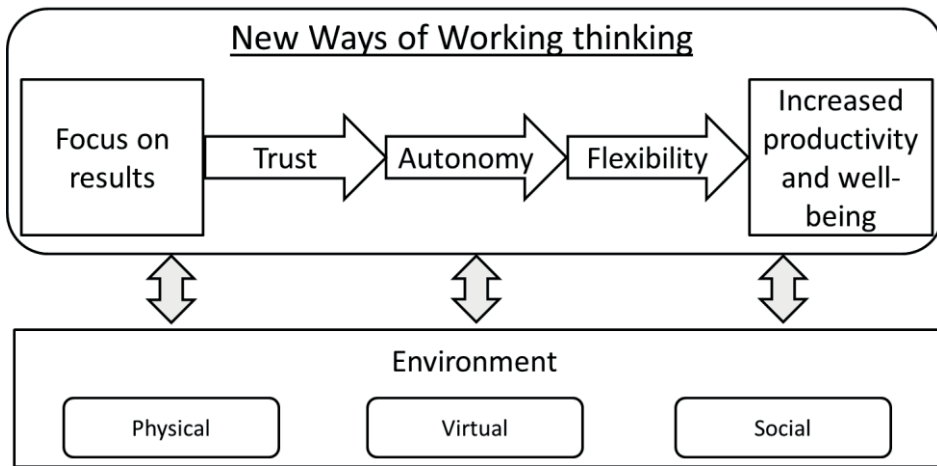 New Ways of Working thinking
Focus on
results
Trust
Autonomy
Flexibility
Increased
productivity
and well-
being
Environment
Physical
Virtual
Social